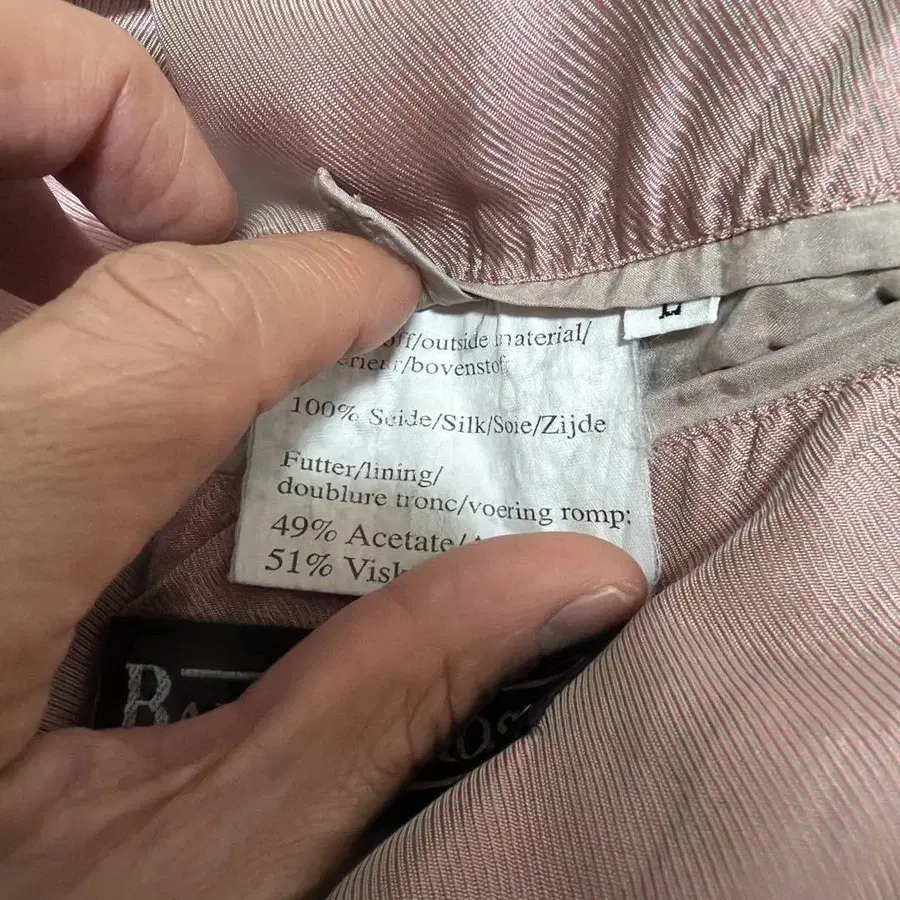 off/outside material/
erieur/bovenstof:
100% Seide/Silk/Soie/Zijde
Futter/lining/
doublure tronc/voering romp:
49% Acetate/
51%